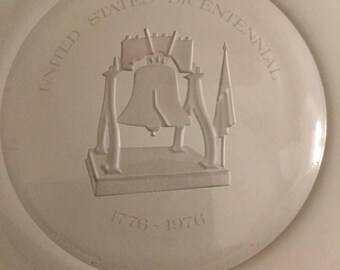 UNITED STATES BICENTENNIAL
1776-1976